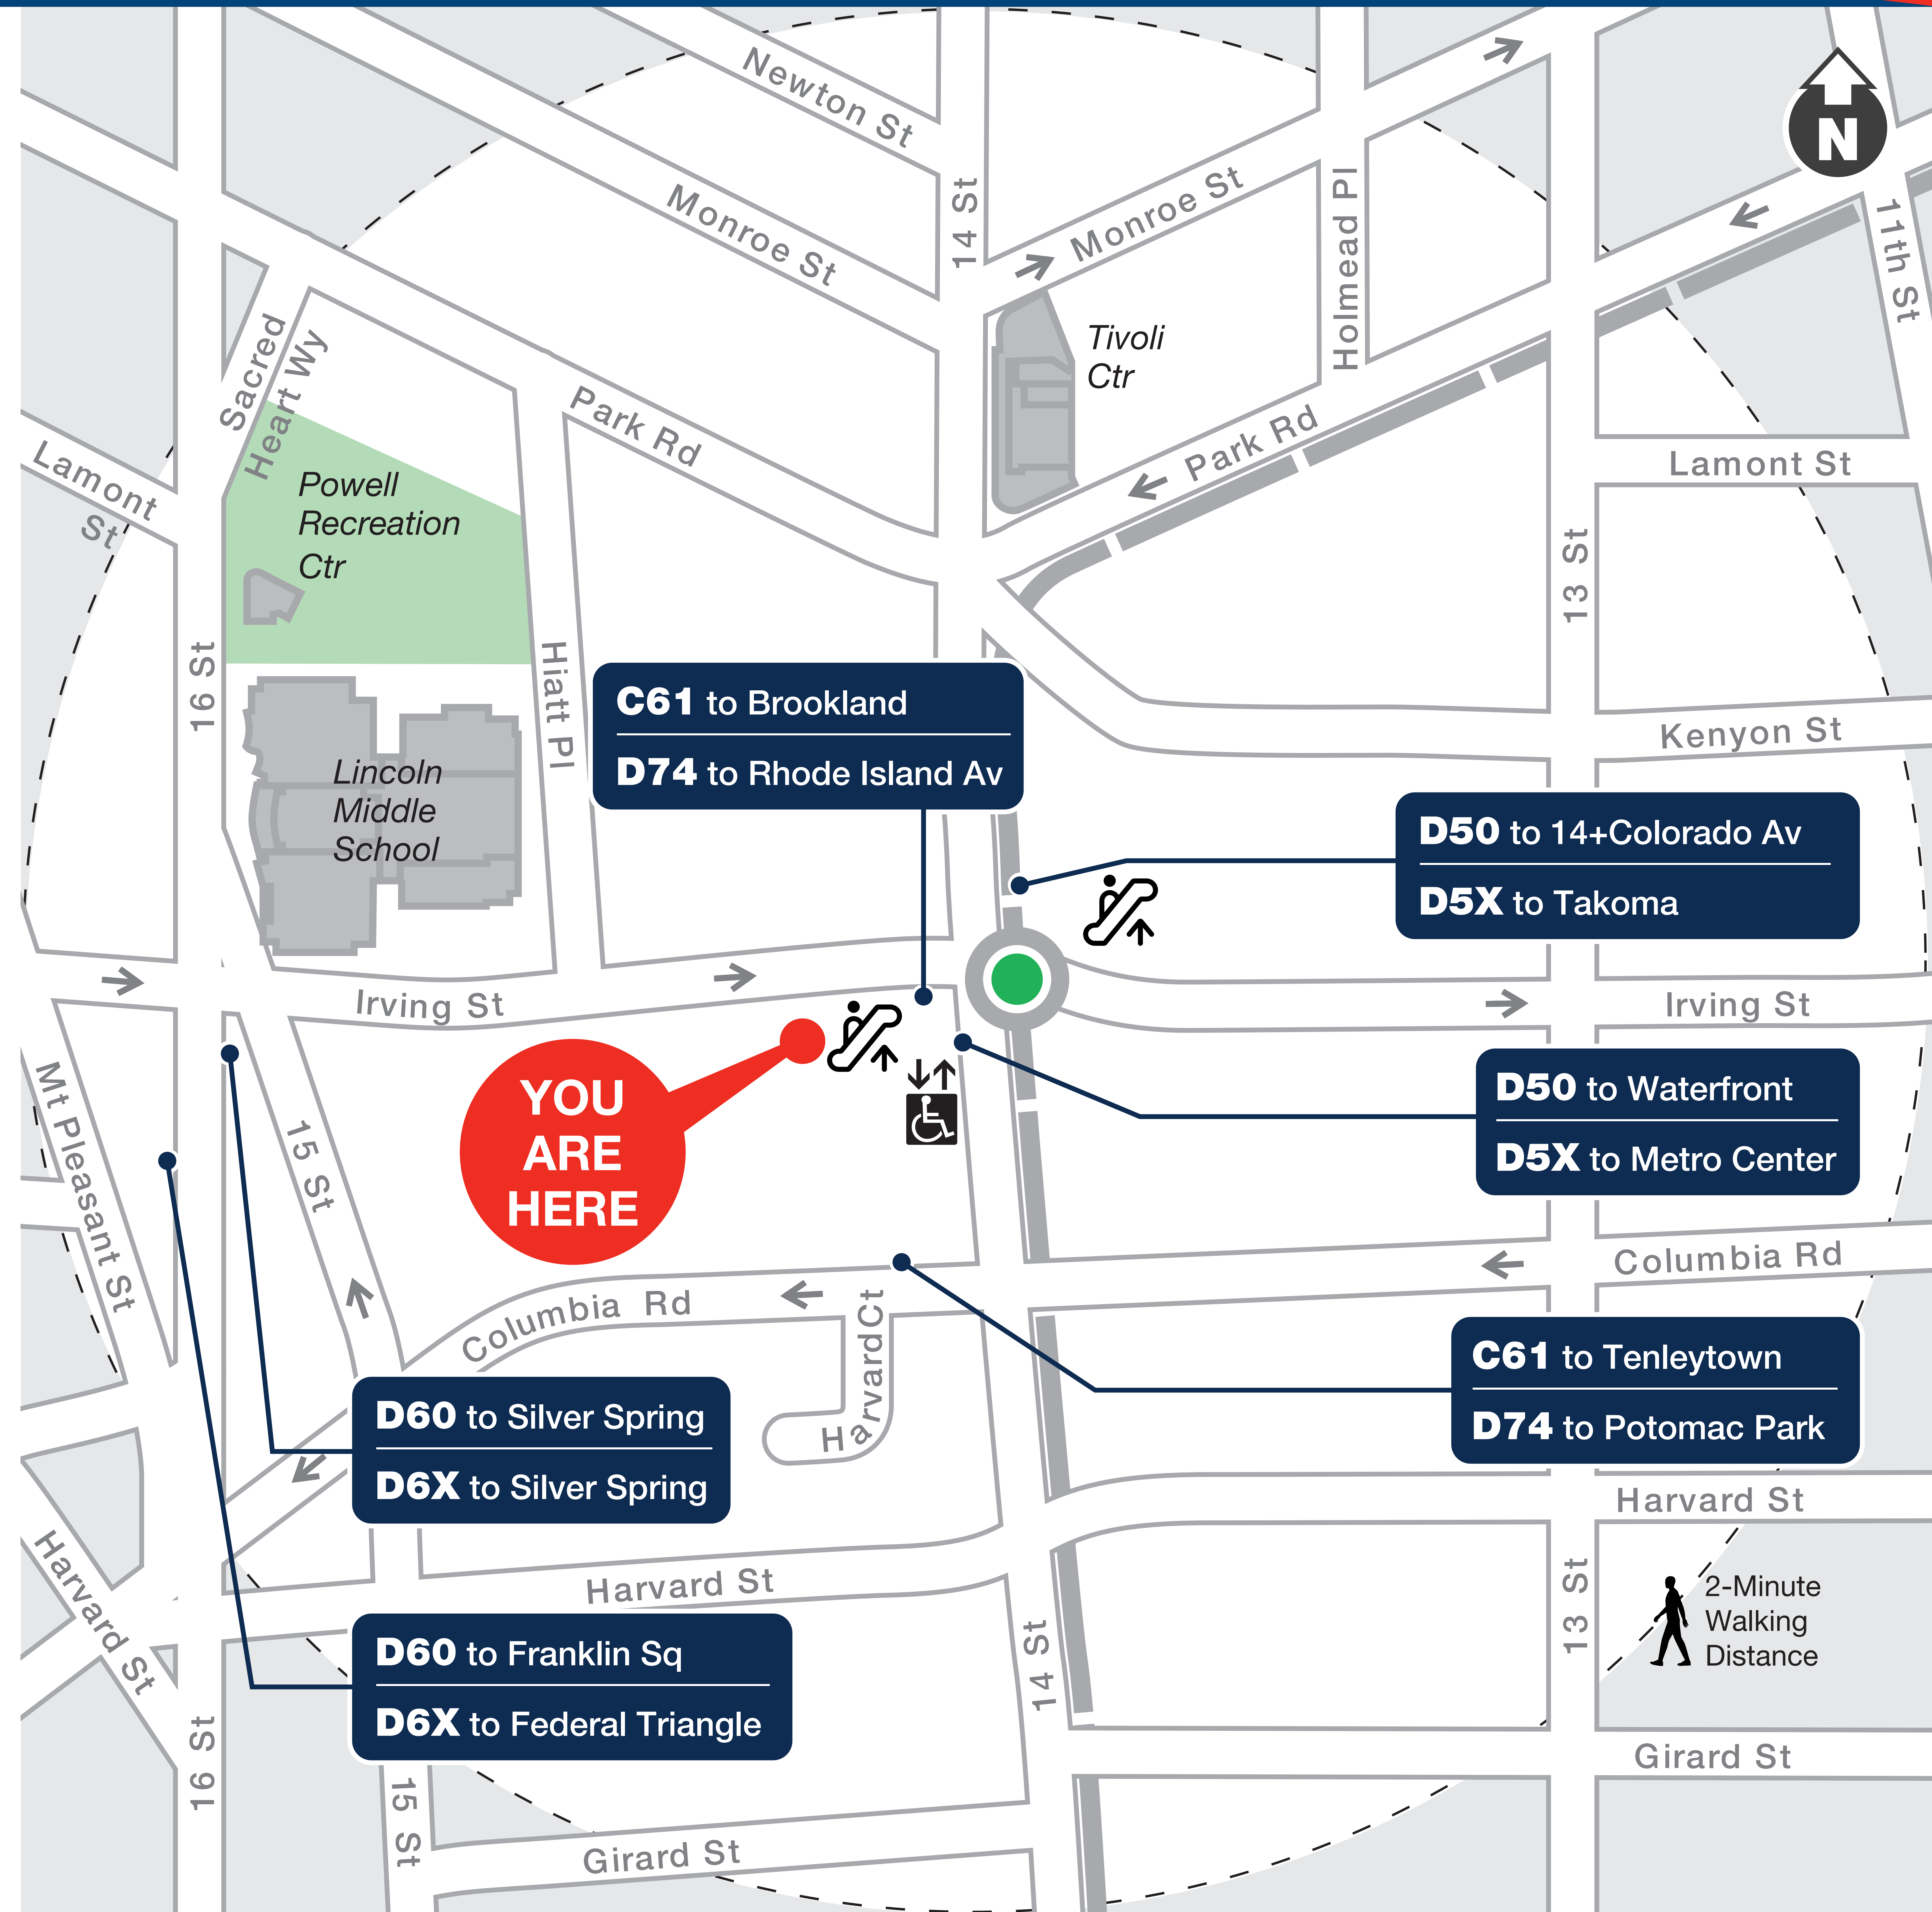 Newton St
N
Monroe St
14 St
Monroe St
Holmead Pl
11th St
Sacred
Heart Wy
Tivoli
Ctr
Park Rd
Park Rd
Lamont
St
Lamont St
Powell
Recreation
Ctr
13 St
16 St
Hiatt Pl
C61 to Brookland
D74 to Rhode Island Av
Kenyon St
Lincoln
Middle
School
D50 to 14+Colorado Av
D5X to Takoma
Irving St
Irving St
YOU
ARE
HERE
D50 to Waterfront
D5X to Metro Center
Mt Pleasant St
15 St
Columbia Rd
Columbia Rd
Harvard Ct
C61 to Tenleytown
D74 to Potomac Park
D60 to Silver Spring
D6X to Silver Spring
Harvard St
Harvard St
Harvard St
13 St
2-Minute
Walking
Distance
D60 to Franklin Sq
D6X to Federal Triangle
14 St
16 St
15 St
Girard St
Girard St